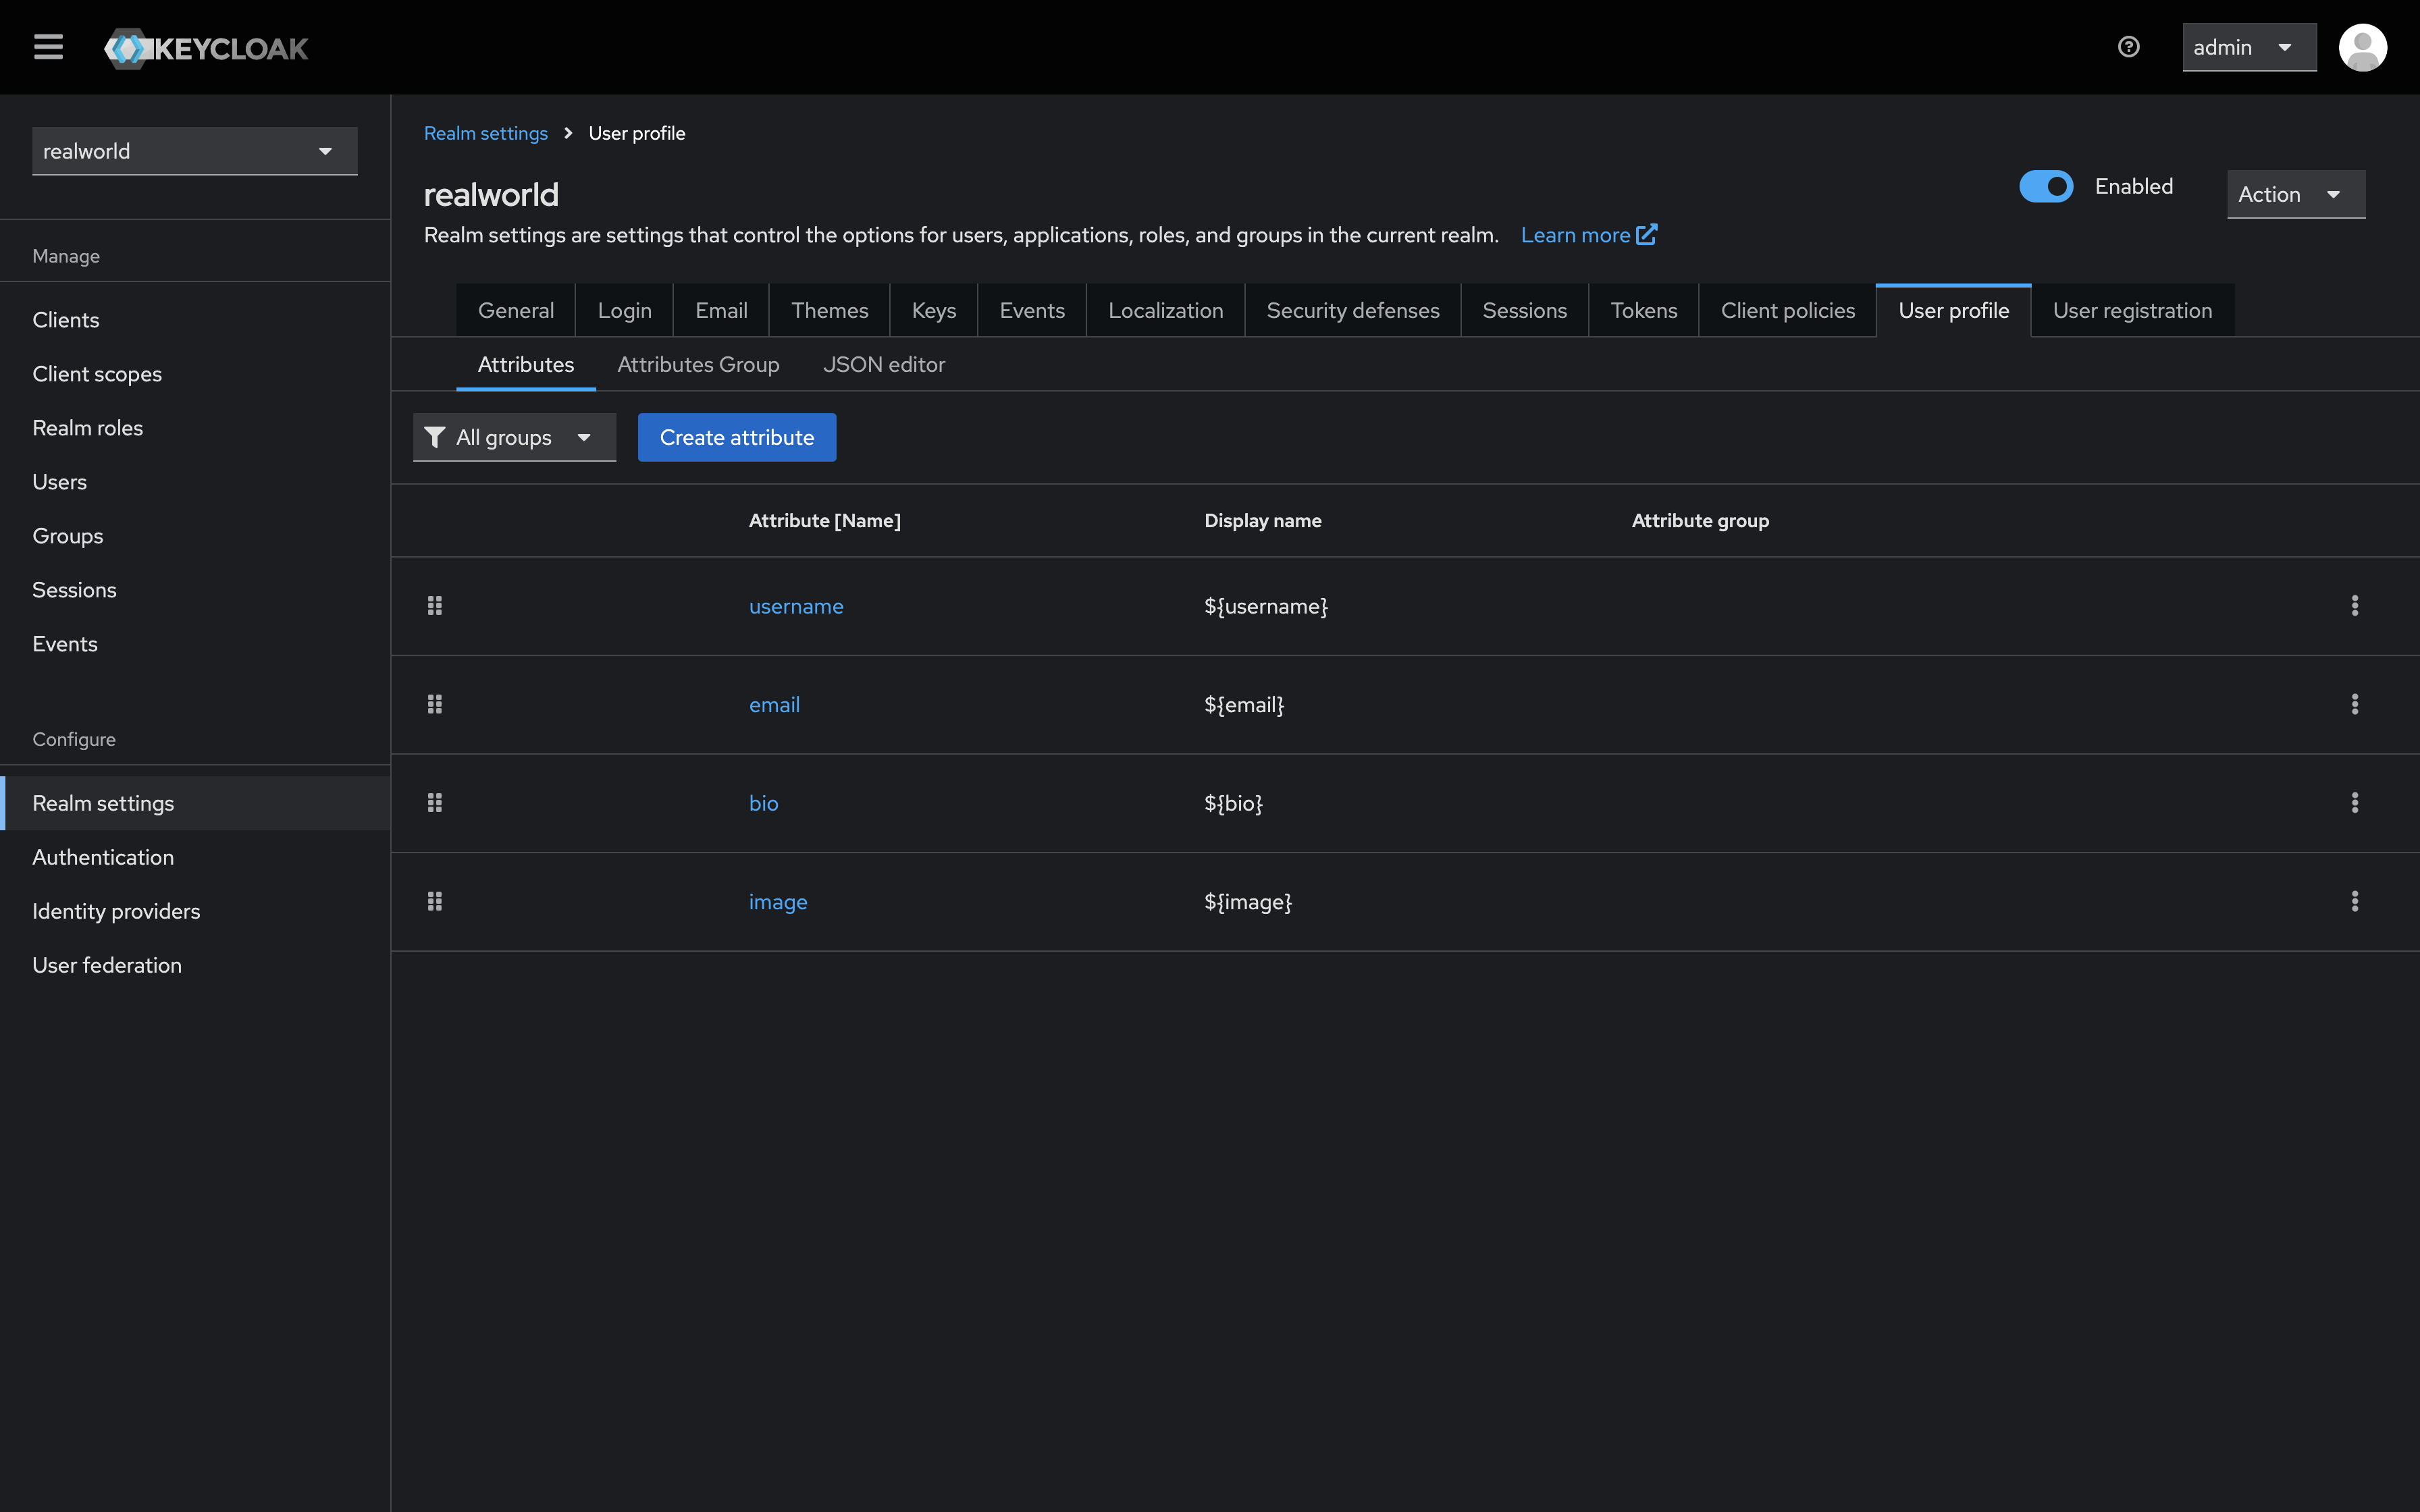 KEYCLOAK
admin
realworld
Manage
Clients
Client scopes
Realm roles
Users
Groups
Sessions
Events
Configure
Realm settings
Authentication
Identity providers
User federation
Realm settings User profile
realworld
Enabled
Action
Realm settings are settings that control the options for users, applications, roles, and groups in the current realm. Learn more
General Login Email Themes Keys Events Localization Security defenses Sessions Tokens Client policies User profile User registration
Attributes Attributes Group JSON editor
All groups Create attribute
Attribute [Name] Display name Attribute group
username ${username}
email ${email}
bio ${bio}
image ${image}